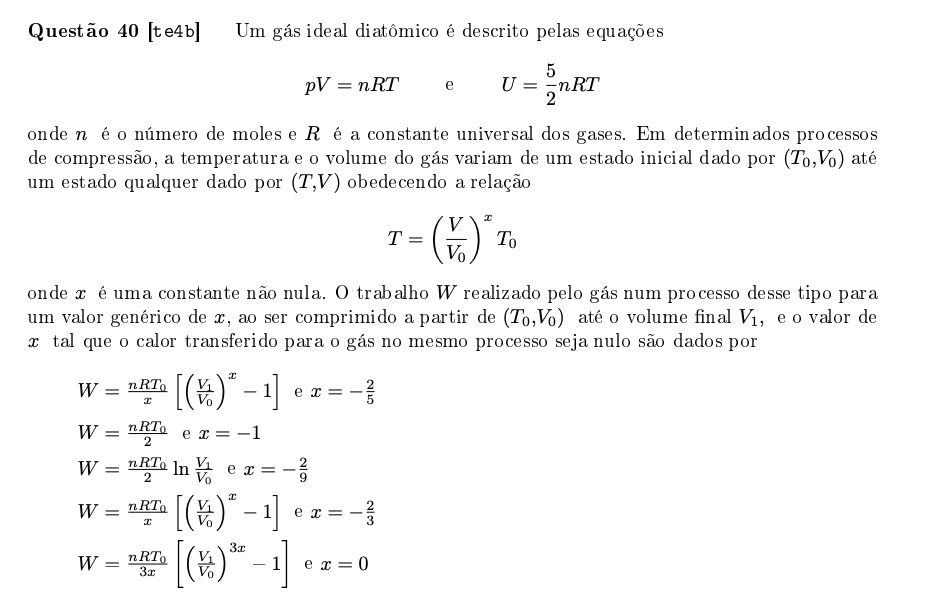 Questão 40 [te4b] Um gás ideal diatômico é descrito pelas equações
pV = nRT e U = \frac{5}{2}nRT
onde n é o número de moles e R é a constante universal dos gases. Em determinados processos
de compressão, a temperatura e o volume do gás variam de um estado inicial dado por (T₀,V₀) até
um estado qualquer dado por (T,V) obedecendo a relação
T = \left(\frac{V}{V_0}\right)^x T_0
onde x é uma constante não nula. O trabalho W realizado pelo gás num processo desse tipo para
um valor genérico de x, ao ser comprimido a partir de (T₀,V₀) até o volume final V₁, e o valor de
x tal que o calor transferido para o gás no mesmo processo seja nulo são dados por
W = \frac{nRT_0}{x}\left[\left(\frac{V_1}{V_0}\right)^x - 1\right] e x = -\frac{2}{5}
W = \frac{nRT_0}{2} e x = -1
W = \frac{nRT_0}{2} \ln \frac{V_1}{V_0} e x = -\frac{2}{9}
W = \frac{nRT_0}{x}\left[\left(\frac{V_1}{V_0}\right)^x - 1\right] e x = -\frac{2}{3}
W = \frac{nRT_0}{3x}\left[\left(\frac{V_1}{V_0}\right)^{3x} - 1\right] e x = 0